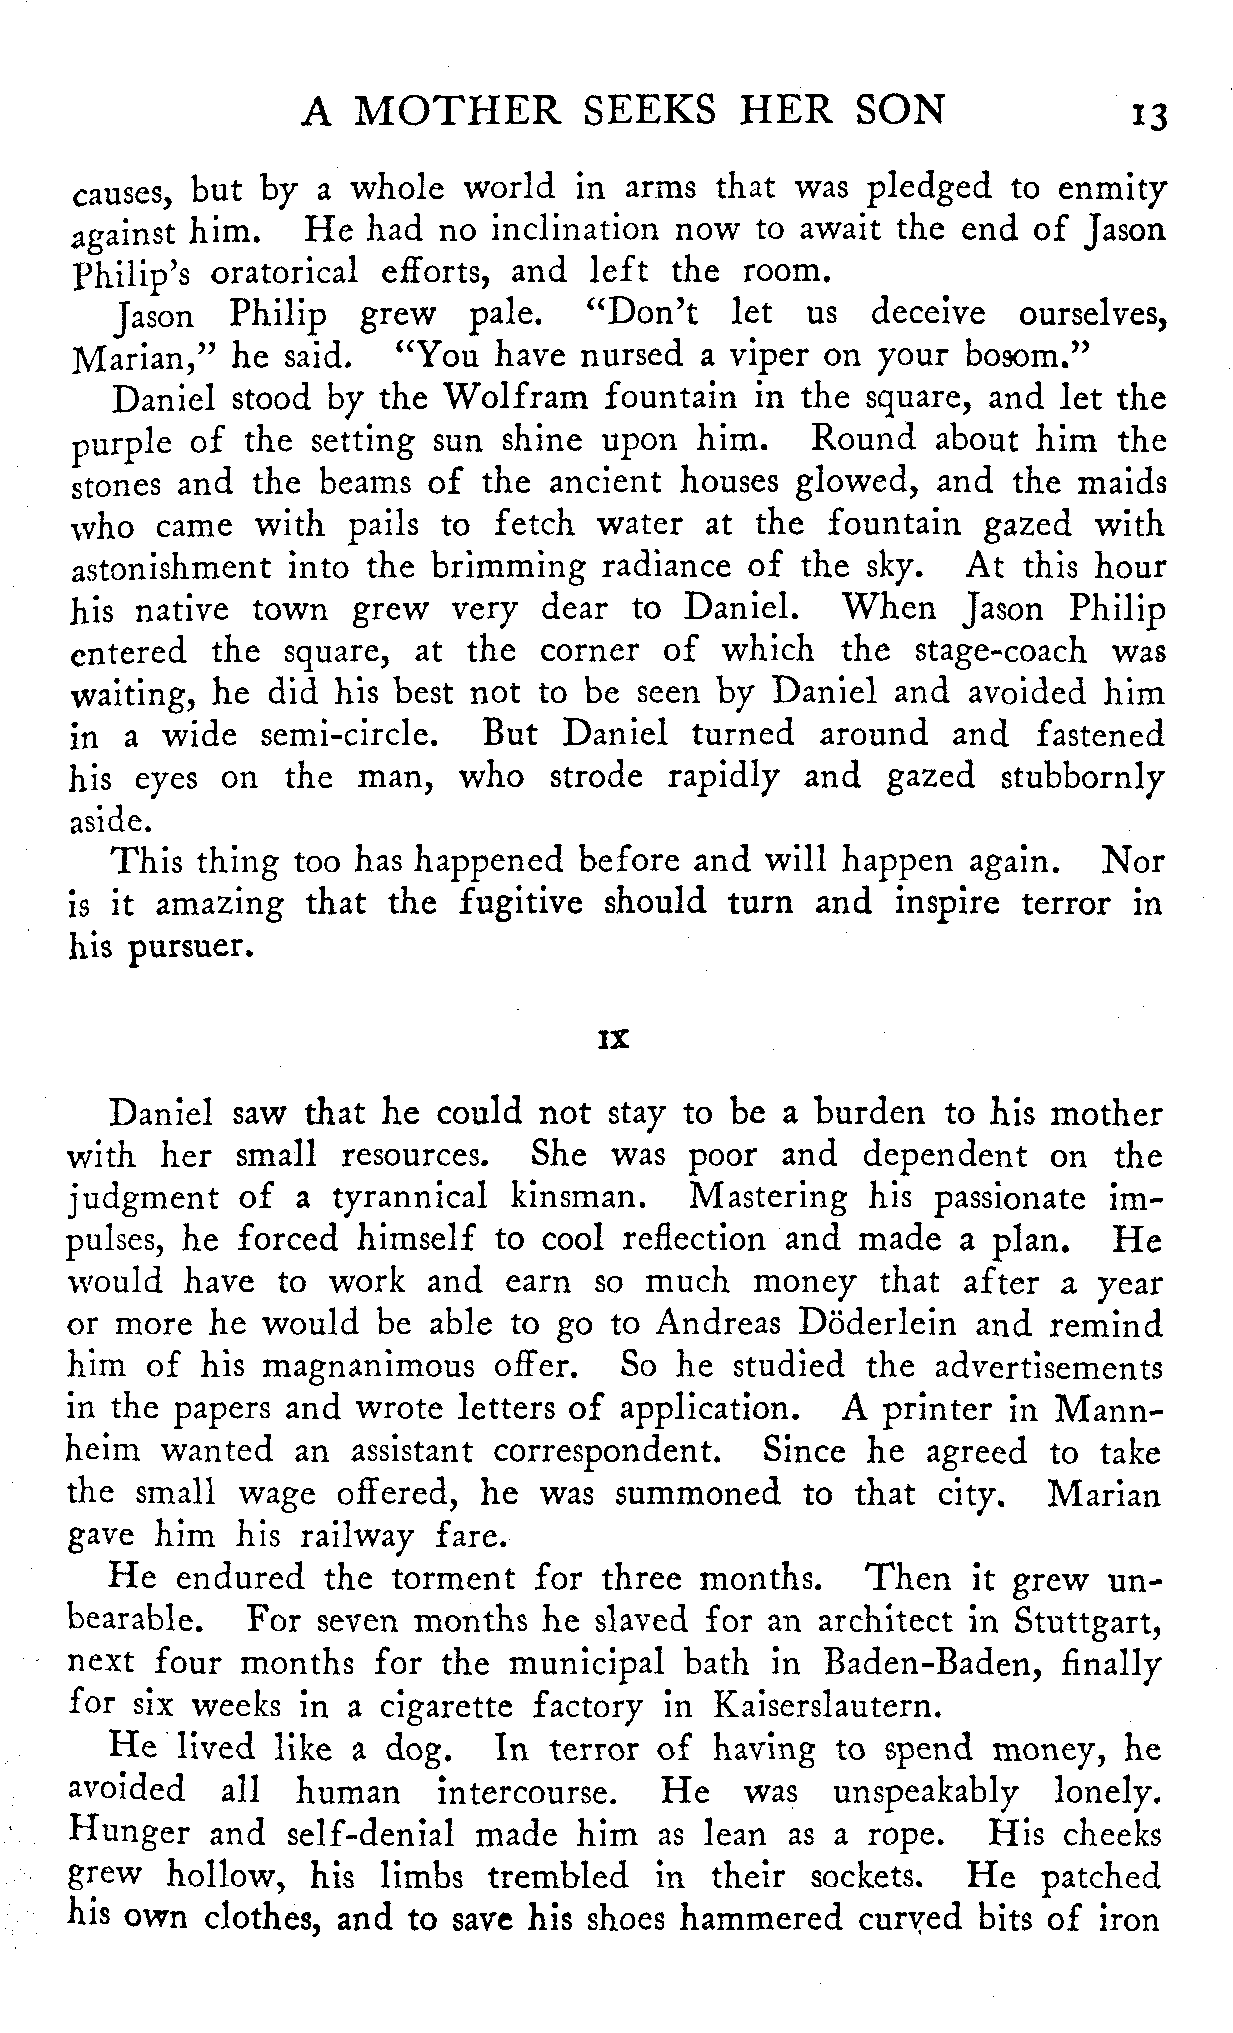 A MOTHER SEEKS HER SON 13
causes, but by a whole world in arms that was pledged to enmity
against him. He had no inclination now to await the end of Jason
Philip's oratorical efforts, and left the room.
Jason Philip grew pale. “Don't let us deceive ourselves,
Marian,” he said. “You have nursed a viper on your bosom.”
Daniel stood by the Wolfram fountain in the square, and let the
purple of the setting sun shine upon him. Round about him the
stones and the beams of the ancient houses glowed, and the maids
who came with pails to fetch water at the fountain gazed with
astonishment into the brimming radiance of the sky. At this hour
his native town grew very dear to Daniel. When Jason Philip
entered the square, at the corner of which the stage-coach was
waiting, he did his best not to be seen by Daniel and avoided him
in a wide semi-circle. But Daniel turned around and fastened
his eyes on the man, who strode rapidly and gazed stubbornly
aside.
This thing too has happened before and will happen again. Nor
is it amazing that the fugitive should turn and inspire terror in
his pursuer.
IX
Daniel saw that he could not stay to be a burden to his mother
with her small resources. She was poor and dependent on the
judgment of a tyrannical kinsman. Mastering his passionate im-
pulses, he forced himself to cool reflection and made a plan. He
would have to work and earn so much money that after a year
or more he would be able to go to Andreas Döderlein and remind
him of his magnanimous offer. So he studied the advertisements
in the papers and wrote letters of application. A printer in Mann-
heim wanted an assistant correspondent. Since he agreed to take
the small wage offered, he was summoned to that city. Marian
gave him his railway fare.
He endured the torment for three months. Then it grew un-
bearable. For seven months he slaved for an architect in Stuttgart,
next four months for the municipal bath in Baden-Baden, finally
for six weeks in a cigarette factory in Kaiserslautern.
He lived like a dog. In terror of having to spend money, he
avoided all human intercourse. He was unspeakably lonely.
Hunger and self-denial made him as lean as a rope. His cheeks
grew hollow, his limbs trembled in their sockets. He patched
his own clothes, and to save his shoes hammered curved bits of iron